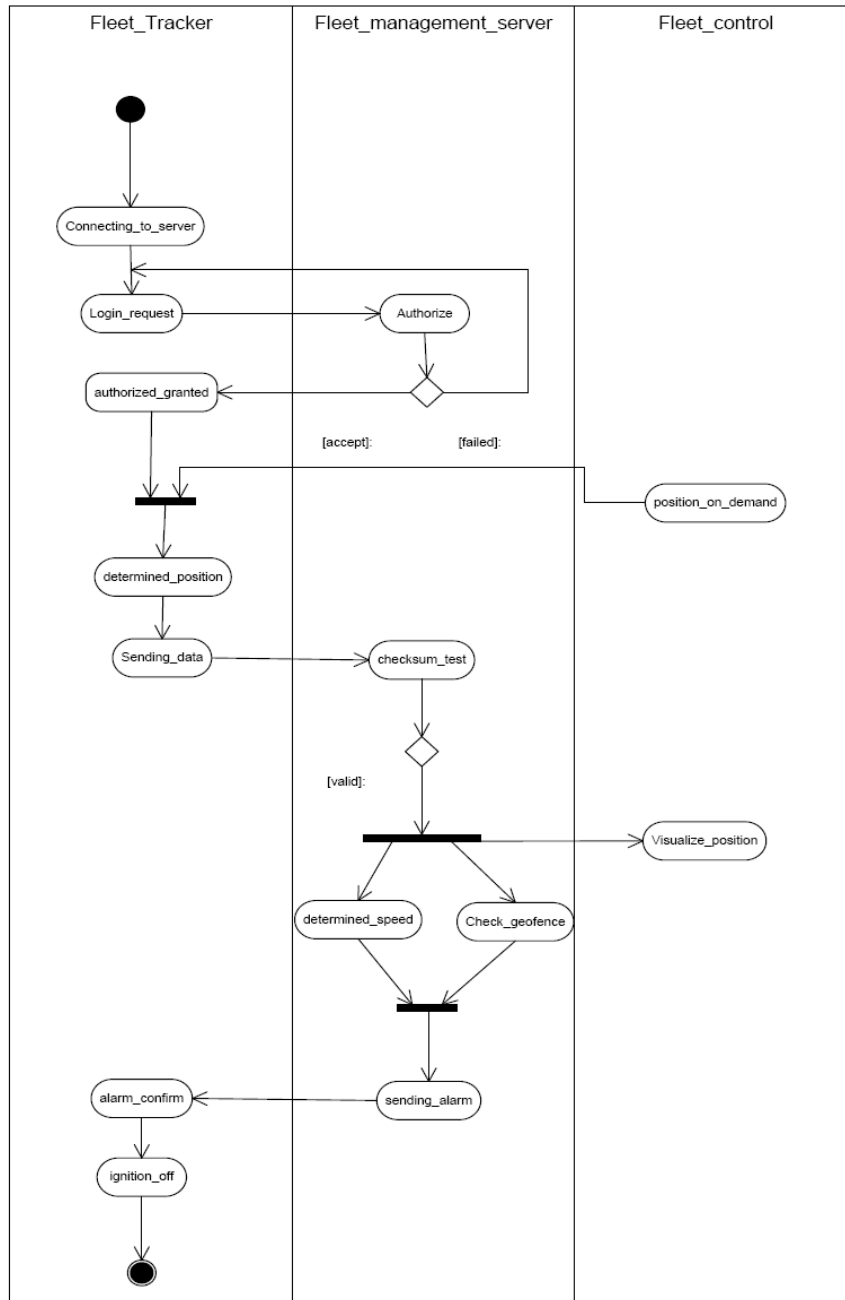 Fleet_Tracker
Fleet_management_server
Fleet_control
Connecting_to_server
Login_request
Authorize
authorized_granted
[accept]:
[failed]:
position_on_demand
determined_position
Sending_data
checksum_test
[valid]:
Visualize_position
determined_speed
Check_geofence
alarm_confirm
sending_alarm
ignition_off